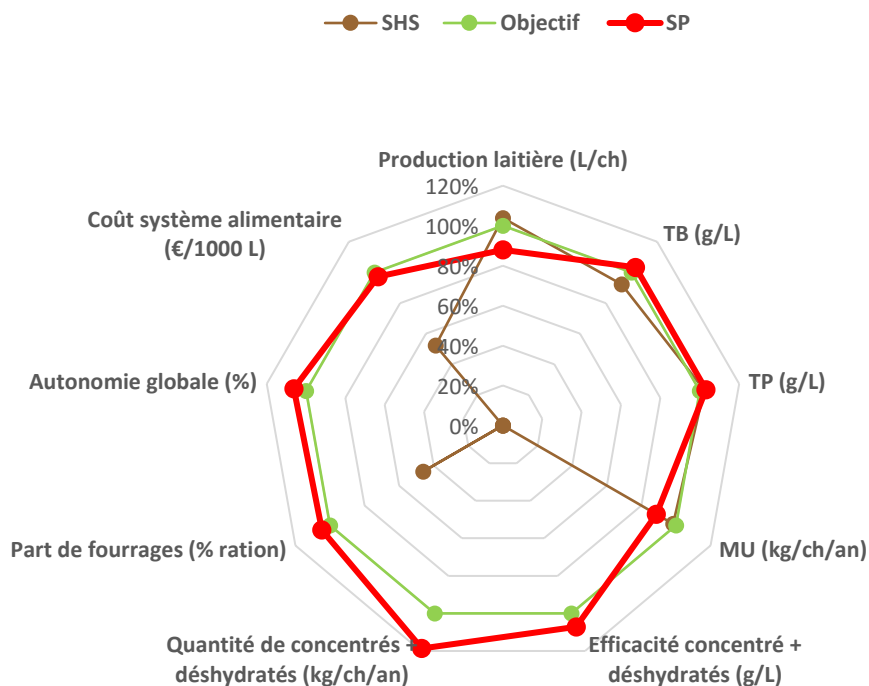 SHS Objectif SP
Production laitière (L/ch)
120%
100%
80%
60%
40%
20%
0%
TB (g/L)
TP (g/L)
MU (kg/ch/an)
Efficacité concentré +
déshydratés (g/L)
Quantité de concentrés +
déshydratés (kg/ch/an)
Part de fourrages (% ration)
Autonomie globale (%)
Coût système alimentaire
(€/1000 L)